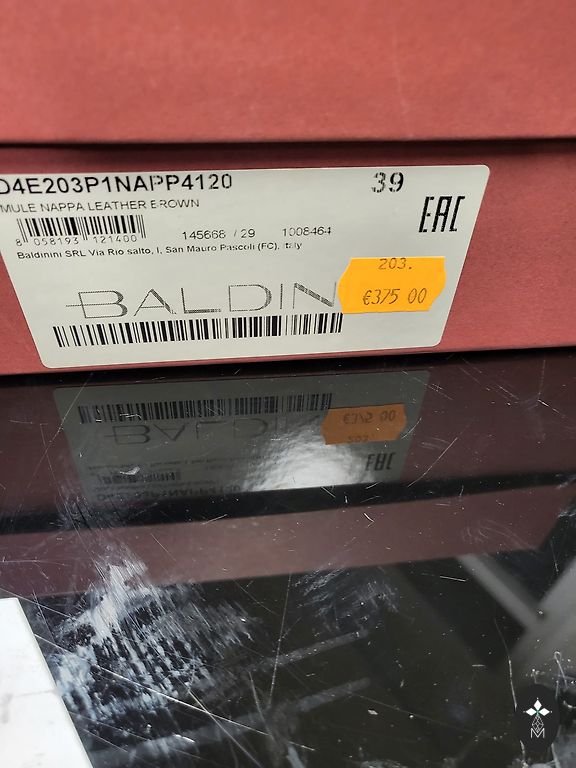 D4E203P1NAPP4120 39
MULE NAPPA LEATHER BROWN
EAC
8 058193 121400 145668 / 29 1008464
Baldinini SRL Via Rio salto, I, San Mauro Pascoli (FC), Italy
203.
€375 00
BALDIN
M